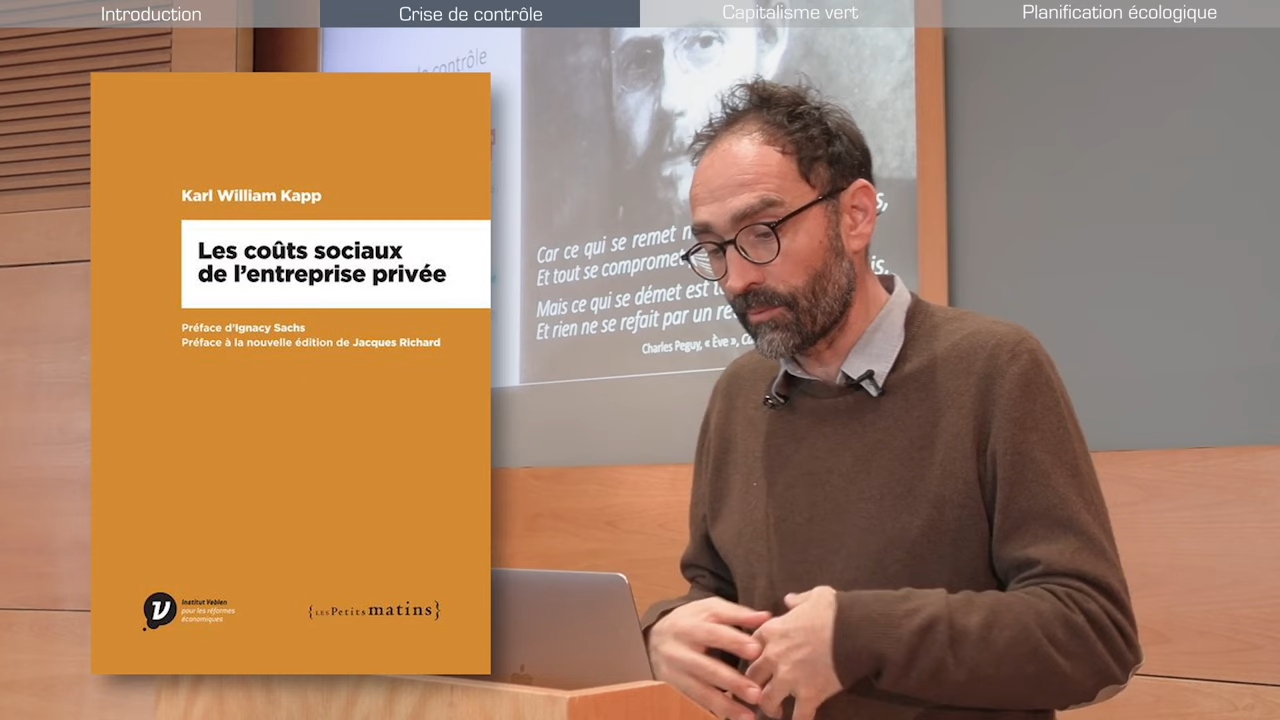 Introduction
Crise de contrôle
Capitalisme vert
Planification écologique
contrôle
Karl William Kapp
Les coûts sociaux
de l'entreprise privée
Préface d'Ignacy Sachs
Préface à la nouvelle édition de Jacques Richard
Institut Veblen
pour les réformes
économiques
{LES Petits matins}
Car ce qui se remet
Et tout se compromet
Mais ce qui se démet est
Et rien ne se refait par un
Charles Peguy, « Ève »,